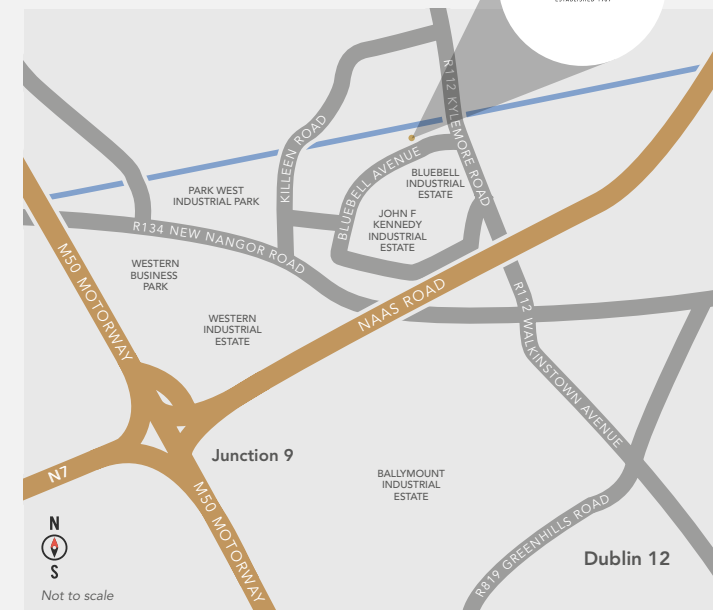 ESTABLISHED 1961
R112 KYLEMORE ROAD
KILLEEN ROAD
BLUEBELL AVENUE
BLUEBELL
INDUSTRIAL
ESTATE
PARK WEST
INDUSTRIAL PARK
JOHN F
KENNEDY
INDUSTRIAL
ESTATE
R134 NEW NANGOR ROAD
M50 MOTORWAY
WESTERN
BUSINESS
PARK
WESTERN
INDUSTRIAL
ESTATE
NAAS ROAD
R112 WALKINSTOWN AVENUE
Junction 9
N7
BALLYMOUNT
INDUSTRIAL
ESTATE
M50 MOTORWAY
R819 GREENHILLS ROAD
Dublin 12
N
S
Not to scale